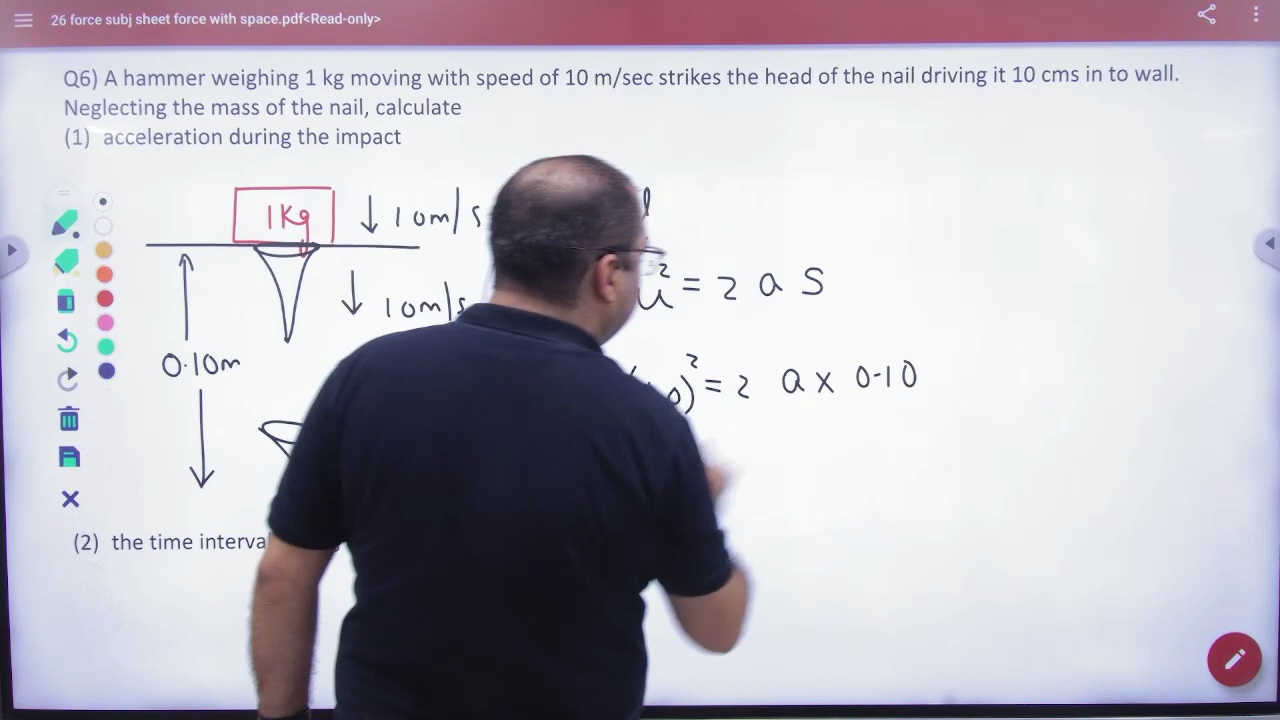 26 force subj sheet force with space.pdf<Read-only>
Q6) A hammer weighing 1 kg moving with speed of 10 m/sec strikes the head of the nail driving it 10 cms in to wall.
Neglecting the mass of the nail, calculate
(1) acceleration during the impact
1Kg
10m/s
u² = 2 a S
10m/s
0.10m
)² = 2 a x 0.10
(2) the time